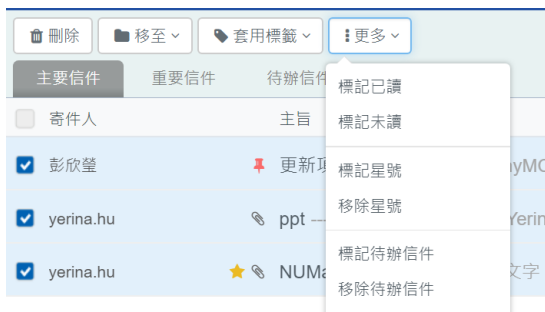 刪除 移至 套用標籤 更多
主要信件 重要信件 待辦信件
標記已讀
寄件人 主旨
標記未讀
彭欣瑩 更新
標記星號
移除星號
yerina.hu ppt
標記待辦信件
yerina.hu NUMa 文字
移除待辦信件